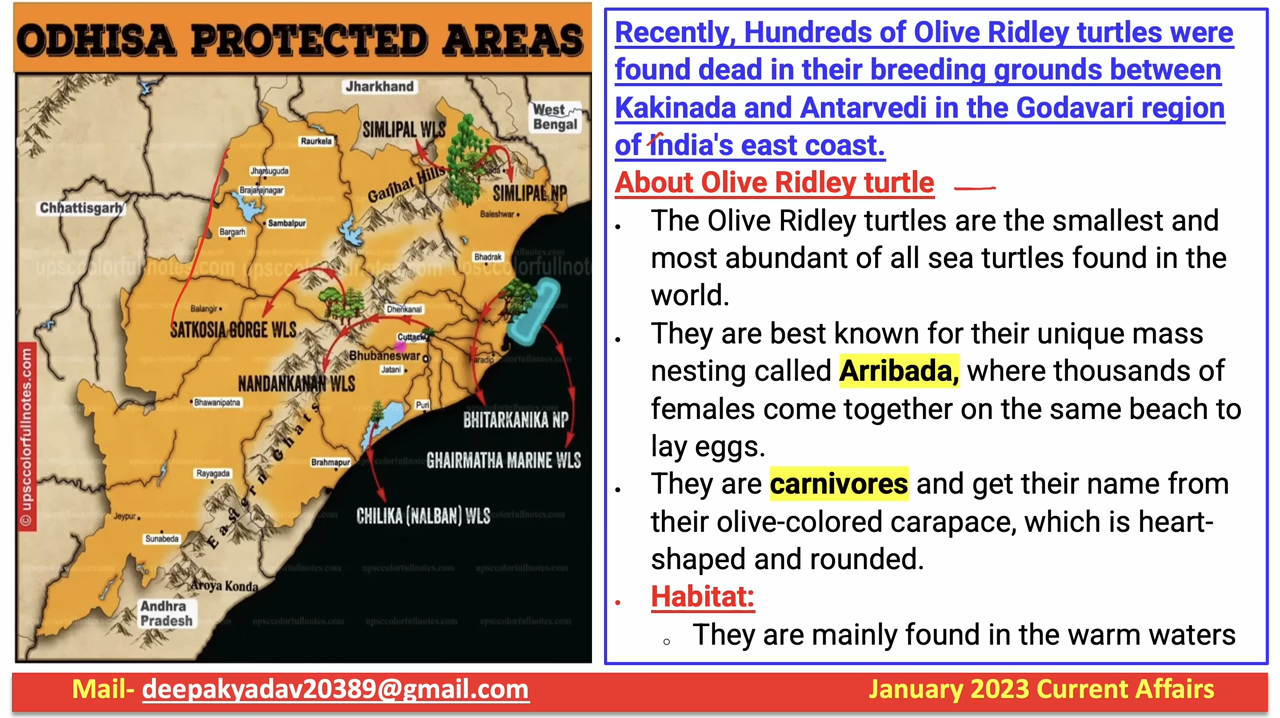 ODHISA PROTECTED AREAS
Jharkhand
West
Bengal
SIMLIPAL WLS
Raurkela
Garjhat Hills
SIMLIPAL NP
Jharsuguda
Brajarajnagar
Chhattisgarh
Baleshwar
Sambalpur
Bargarh
Bhadrak
upsccolorfullnotes.com
Balangir
Dhenkanal
SATKOSIA GORGE WLS
Cuttack
Bhubaneswar
Paradip
Jatani
NANDANKANAN WLS
Bhawanipatna
Puri
BHITARKANIKA NP
GHAIRMATHA MARINE WLS
Brahmapur
Rayagada
Eastern Ghats
CHILIKA (NALBAN) WLS
Jeypur
Sunabeda
Aroya Konda
Andhra
Pradesh
© upsccolorfullnotes.com
Recently, Hundreds of Olive Ridley turtles were
found dead in their breeding grounds between
Kakinada and Antarvedi in the Godavari region
of India's east coast.
About Olive Ridley turtle
• The Olive Ridley turtles are the smallest and
most abundant of all sea turtles found in the
world.
• They are best known for their unique mass
nesting called Arribada, where thousands of
females come together on the same beach to
lay eggs.
• They are carnivores and get their name from
their olive-colored carapace, which is heart-
shaped and rounded.
• Habitat:
○ They are mainly found in the warm waters
Mail- deepakyadav20389@gmail.com
January 2023 Current Affairs